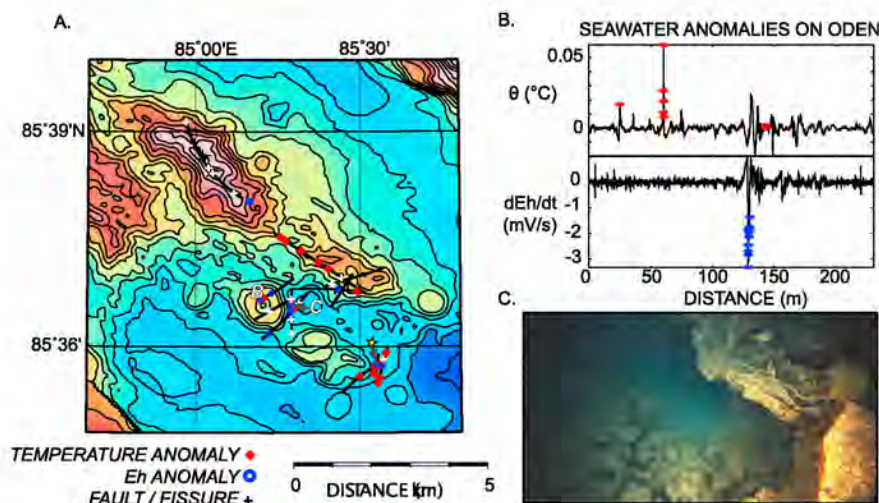 A.
85°00'E
85°30'
85°39'N
85°36'
B
C
TEMPERATURE ANOMALY
Eh ANOMALY
FAULT / FISSURE
0
5
DISTANCE (km)
B.
SEAWATER ANOMALIES ON ODEN
0.05
θ (°C)
0
0
dEh/dt
-1
(mV/s)
-2
-3
0
50
100
150
200
DISTANCE (m)
C.